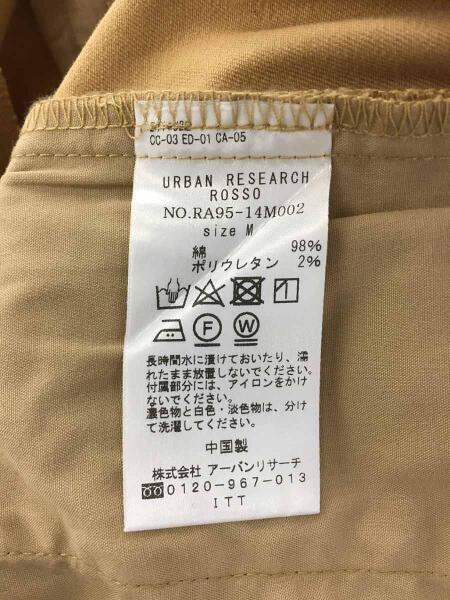 CC-03 ED-01 CA-05
URBAN RESEARCH
ROSSO
NO.RA95-14M002
size M
綿 98%
ポリウレタン 2%
F W
長時間水に漬けておいたり、濡
れたまま放置しないでください。
付属部分には、アイロンをかけ
ないでください。
濃色物と白色・淡色物は、分け
て洗濯してください。
中国製
株式会社 アーバンリサーチ
0120-967-013
ITT